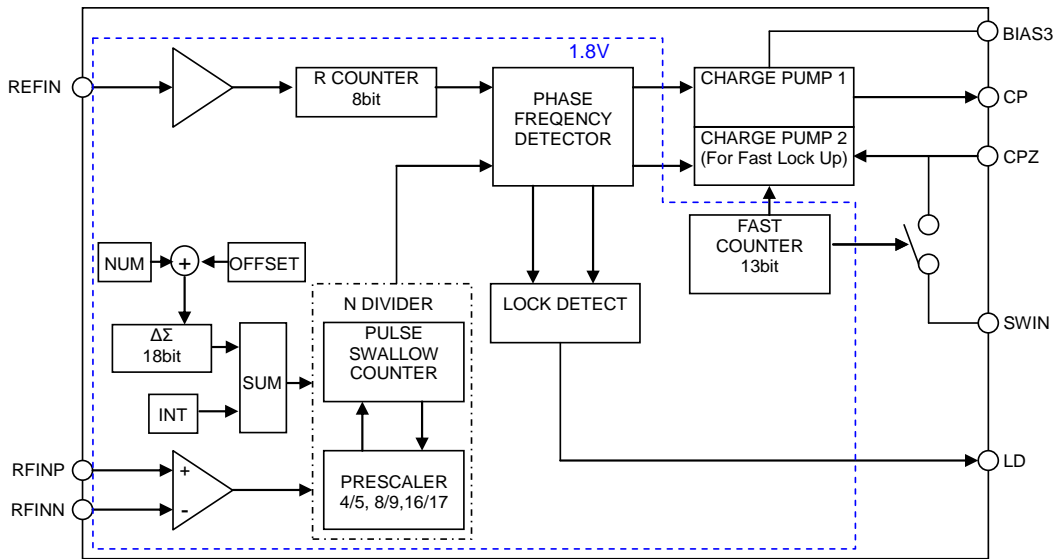 1.8V
BIAS3
REFIN
R COUNTER
8bit
PHASE
FREQENCY
DETECTOR
CHARGE PUMP 1
CP
CHARGE PUMP 2
(For Fast Lock Up)
CPZ
FAST
COUNTER
13bit
NUM
+
OFFSET
N DIVIDER
LOCK DETECT
ΔΣ
18bit
PULSE
SWALLOW
COUNTER
SWIN
SUM
INT
RFINP
+
PRESCALER
4/5, 8/9,16/17
LD
RFINN
-